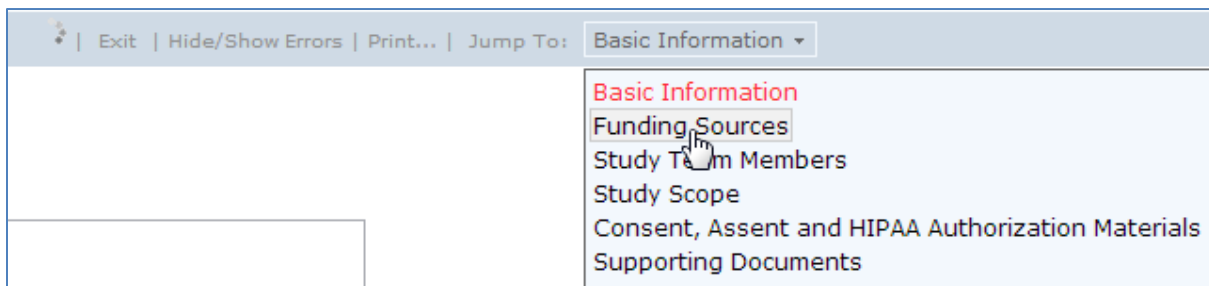 | Exit | Hide/Show Errors | Print... | Jump To: Basic Information
Basic Information
Funding Sources
Study Team Members
Study Scope
Consent, Assent and HIPAA Authorization Materials
Supporting Documents